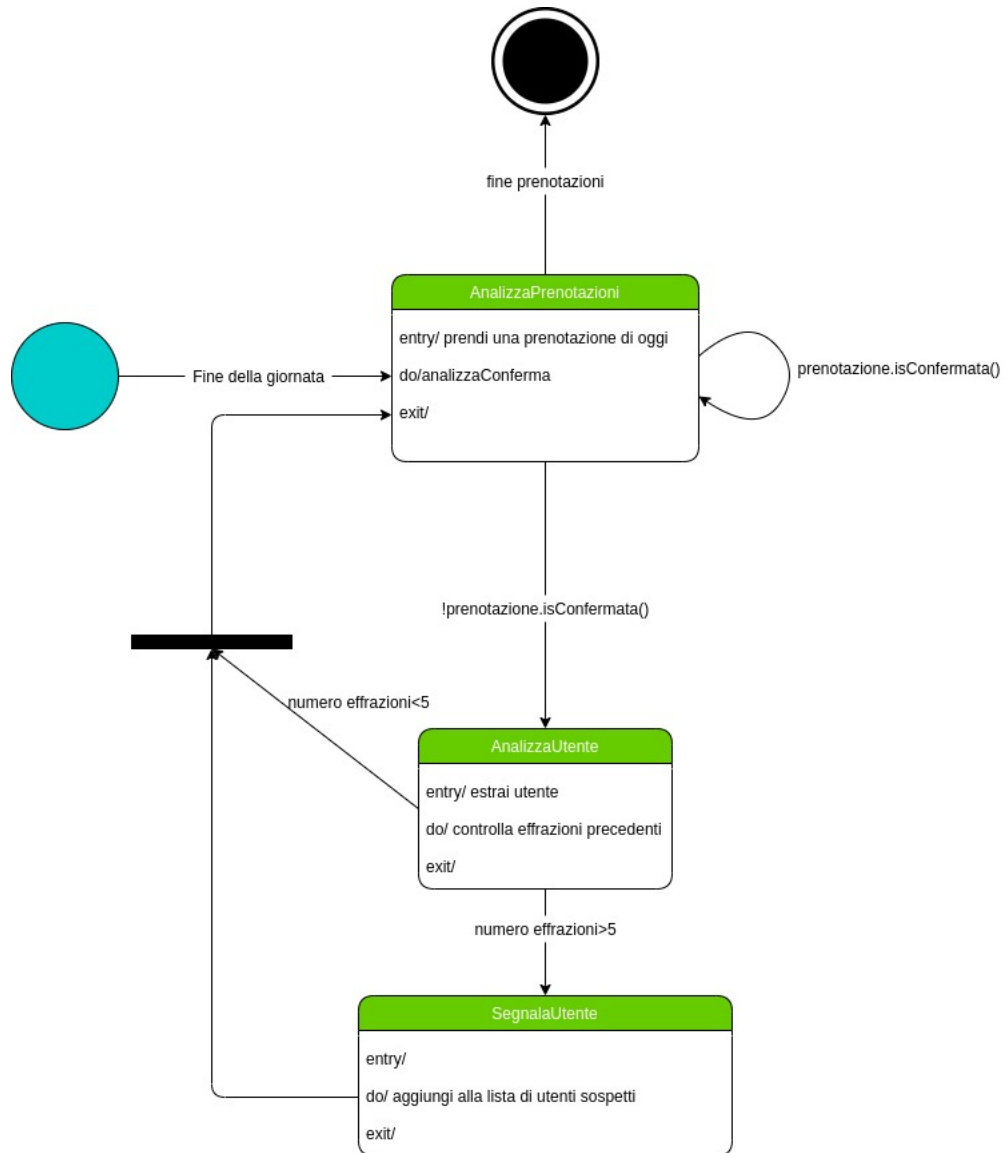 fine prenotazioni
AnalizzaPrenotazioni
entry/ prendi una prenotazione di oggi
do/analizzaConferma
exit/
Fine della giornata
prenotazione.isConfermata()
!prenotazione.isConfermata()
numero effrazioni<5
AnalizzaUtente
entry/ estrai utente
do/ controlla effrazioni precedenti
exit/
numero effrazioni>5
SegnalaUtente
entry/
do/ aggiungi alla lista di utenti sospetti
exit/